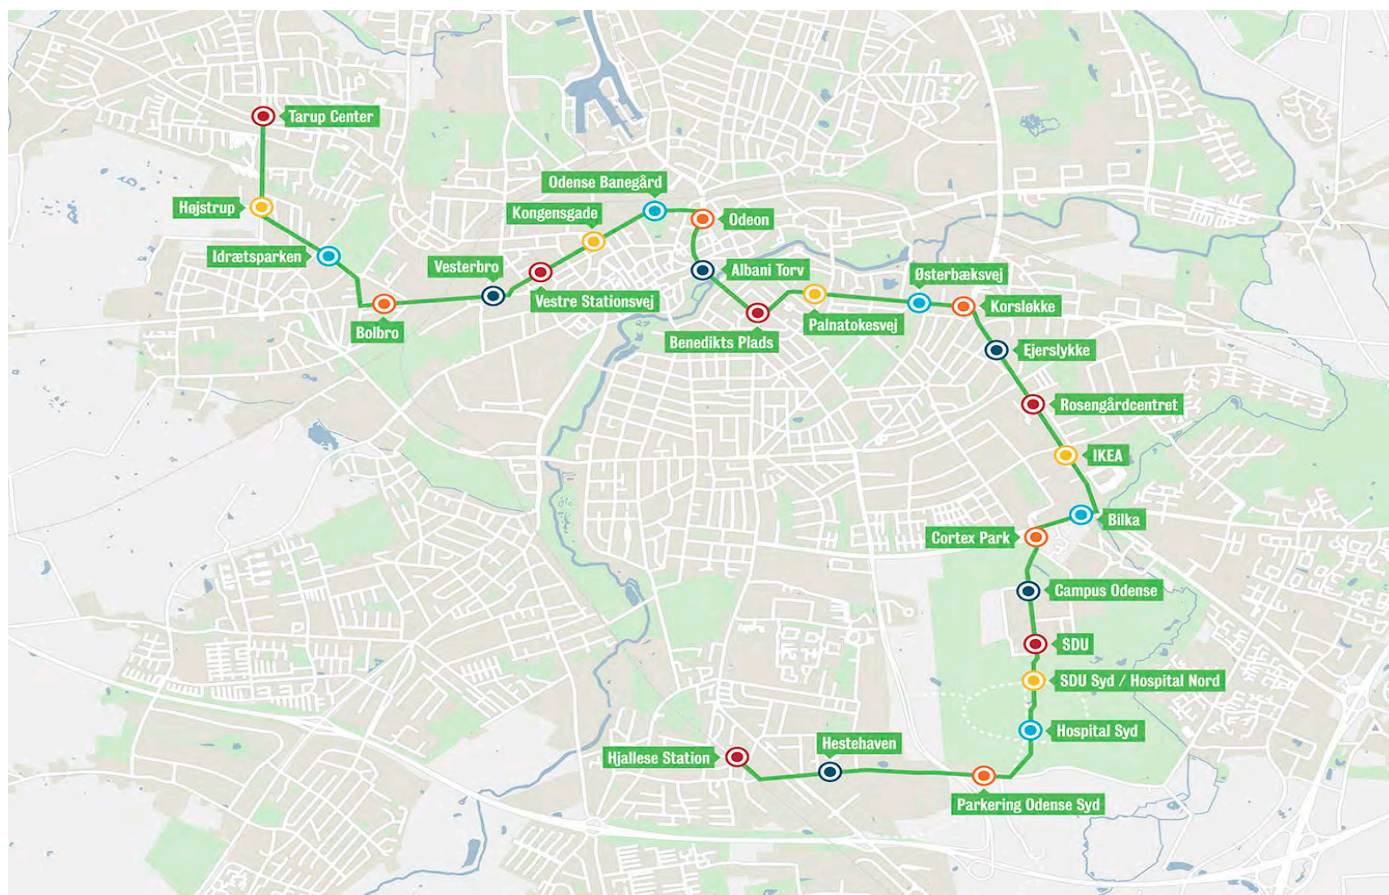 Tarup Center
Højstrup
Idrætsparken
Bolbro
Vesterbro
Vestre Stationsvej
Kongensgade
Odense Banegård
Odeon
Albani Torv
Benedikts Plads
Palnatokesvej
Østerbæksvej
Korsløkke
Ejerslykke
Rosengårdcentret
IKEA
Bilka
Cortex Park
Campus Odense
SDU
SDU Syd / Hospital Nord
Hospital Syd
Parkering Odense Syd
Hestehaven
Hjallese Station